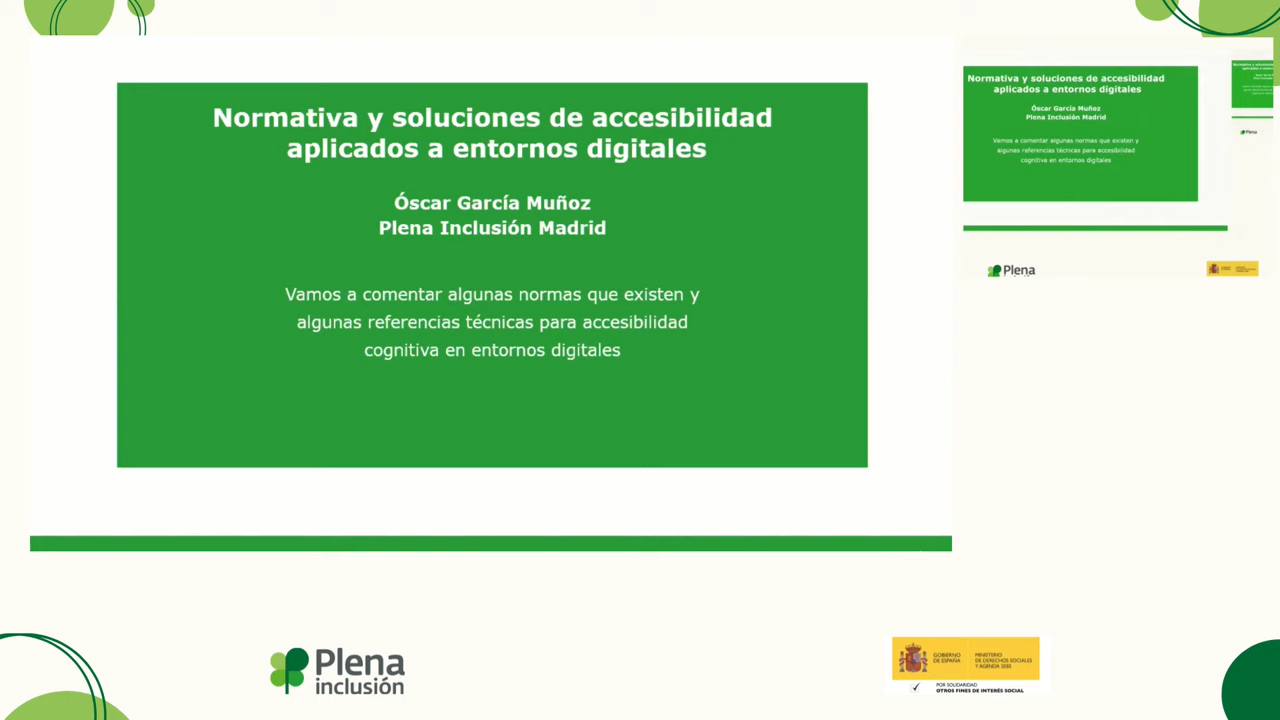 Normativa y soluciones de accesibilidad
aplicados a entornos digitales
Óscar García Muñoz
Plena Inclusión Madrid
Vamos a comentar algunas normas que existen y
algunas referencias técnicas para accesibilidad
cognitiva en entornos digitales
Normativa y soluciones de accesibilidad
aplicados a entornos digitales
Óscar García Muñoz
Plena Inclusión Madrid
Vamos a comentar algunas normas que existen y
algunas referencias técnicas para accesibilidad
cognitiva en entornos digitales
Plena
Plena
Plena
inclusión
GOBIERNO
DE ESPAÑA
MINISTERIO
DE DERECHOS SOCIALES
Y AGENDA 2030
POR SOLIDARIDAD
OTROS FINES DE INTERÉS SOCIAL